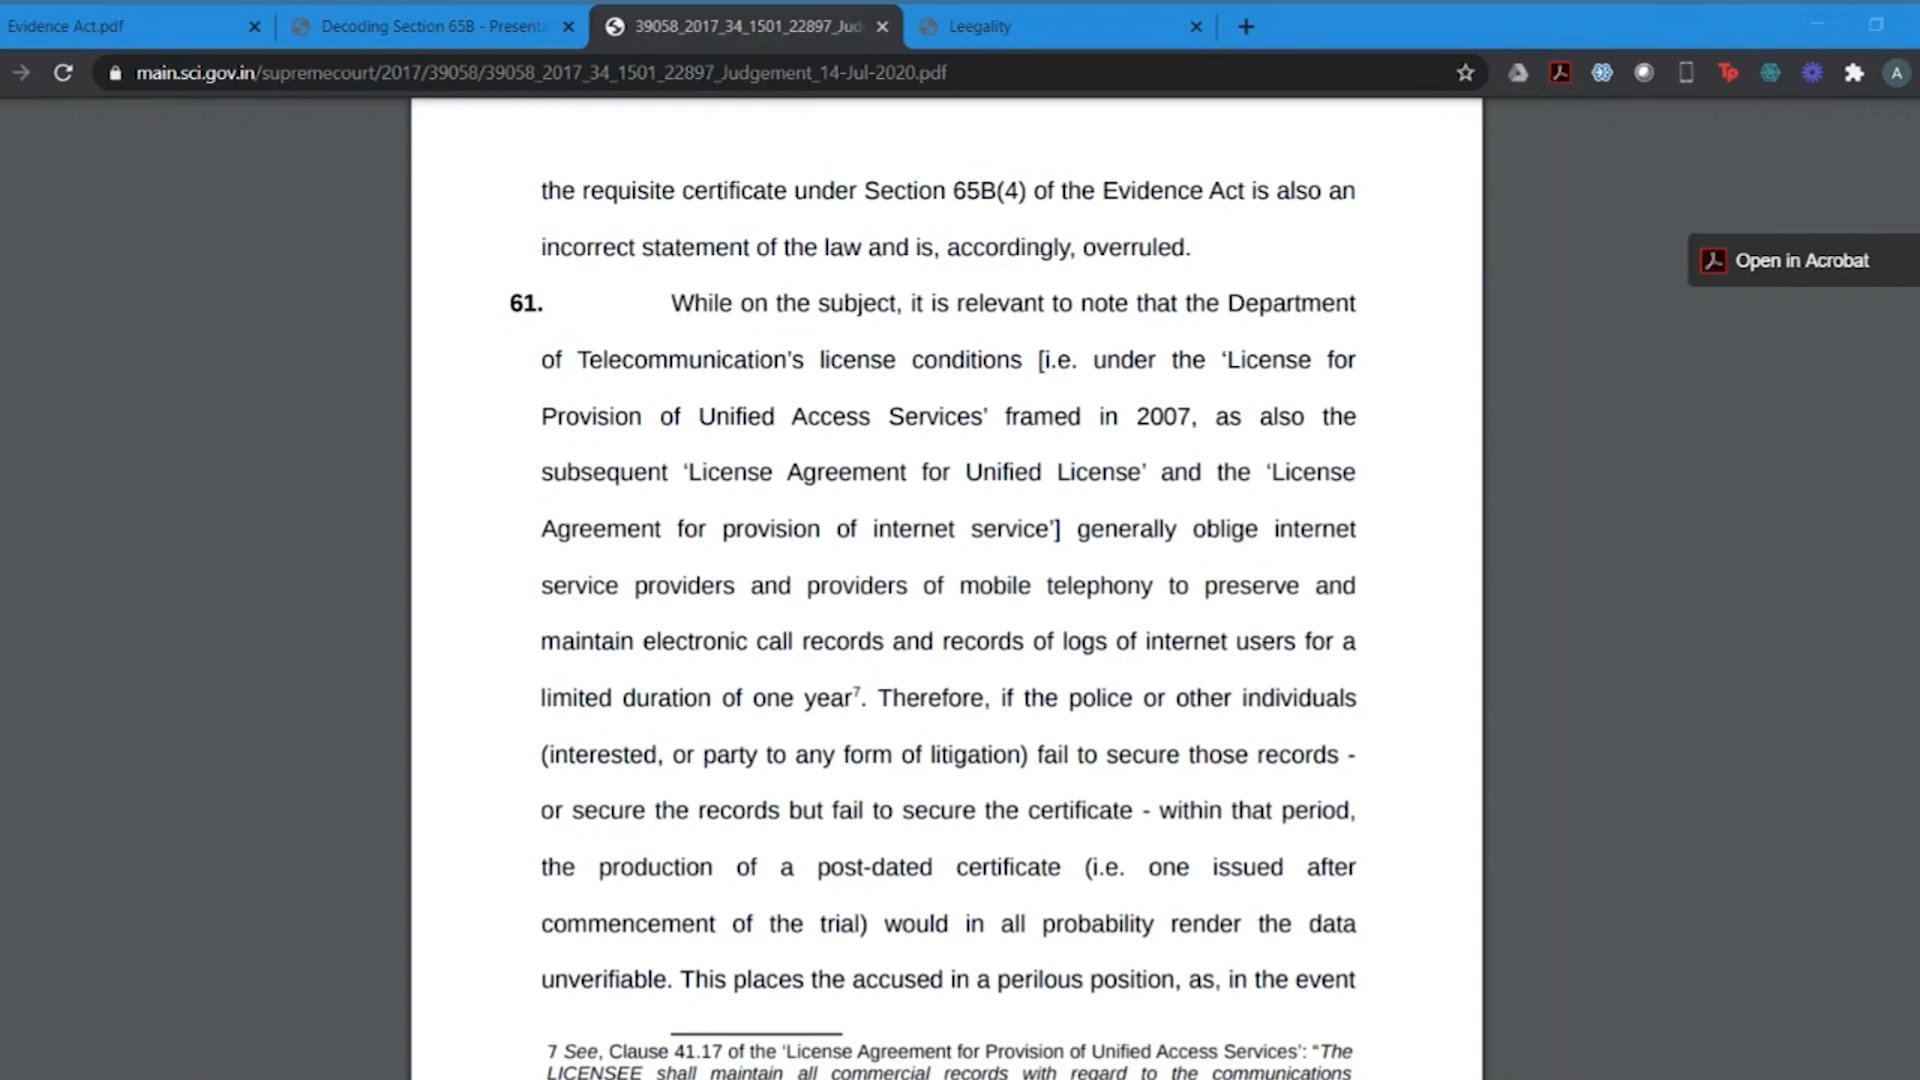 Evidence Act.pdf
Decoding Section 65B - Presenta
39058_2017_34_1501_22897_Jud
Leegality
main.sci.gov.in/supremecourt/2017/39058/39058_2017_34_1501_22897_Judgement_14-Jul-2020.pdf
Tp
A
Open in Acrobat
the requisite certificate under Section 65B(4) of the Evidence Act is also an
incorrect statement of the law and is, accordingly, overruled.
61. While on the subject, it is relevant to note that the Department
of Telecommunication’s license conditions [i.e. under the ‘License for
Provision of Unified Access Services’ framed in 2007, as also the
subsequent ‘License Agreement for Unified License’ and the ‘License
Agreement for provision of internet service’] generally oblige internet
service providers and providers of mobile telephony to preserve and
maintain electronic call records and records of logs of internet users for a
limited duration of one year7. Therefore, if the police or other individuals
(interested, or party to any form of litigation) fail to secure those records -
or secure the records but fail to secure the certificate - within that period,
the production of a post-dated certificate (i.e. one issued after
commencement of the trial) would in all probability render the data
unverifiable. This places the accused in a perilous position, as, in the event
7 See, Clause 41.17 of the ‘License Agreement for Provision of Unified Access Services’: “The
LICENSEE shall maintain all commercial records with regard to the communications